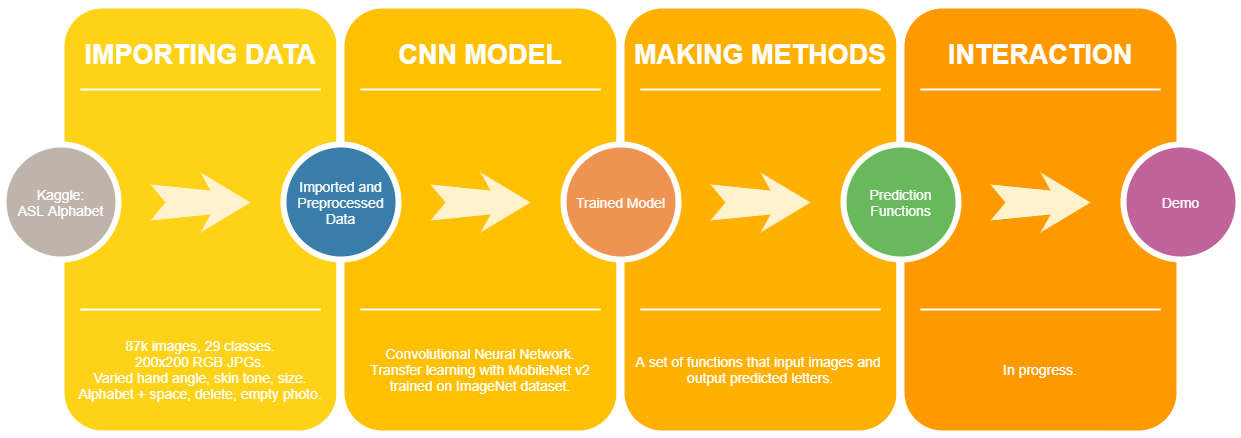 IMPORTING DATA
CNN MODEL
MAKING METHODS
INTERACTION
Kaggle:
ASL Alphabet
Imported and
Preprocessed
Data
Trained Model
Prediction
Functions
Demo
87k images, 29 classes.
200x200 RGB JPGs.
Varied hand angle, skin tone, size.
Alphabet + space, delete, empty photo.
Convolutional Neural Network.
Transfer learning with MobileNet v2
trained on ImageNet dataset.
A set of functions that input images and
output predicted letters.
In progress.